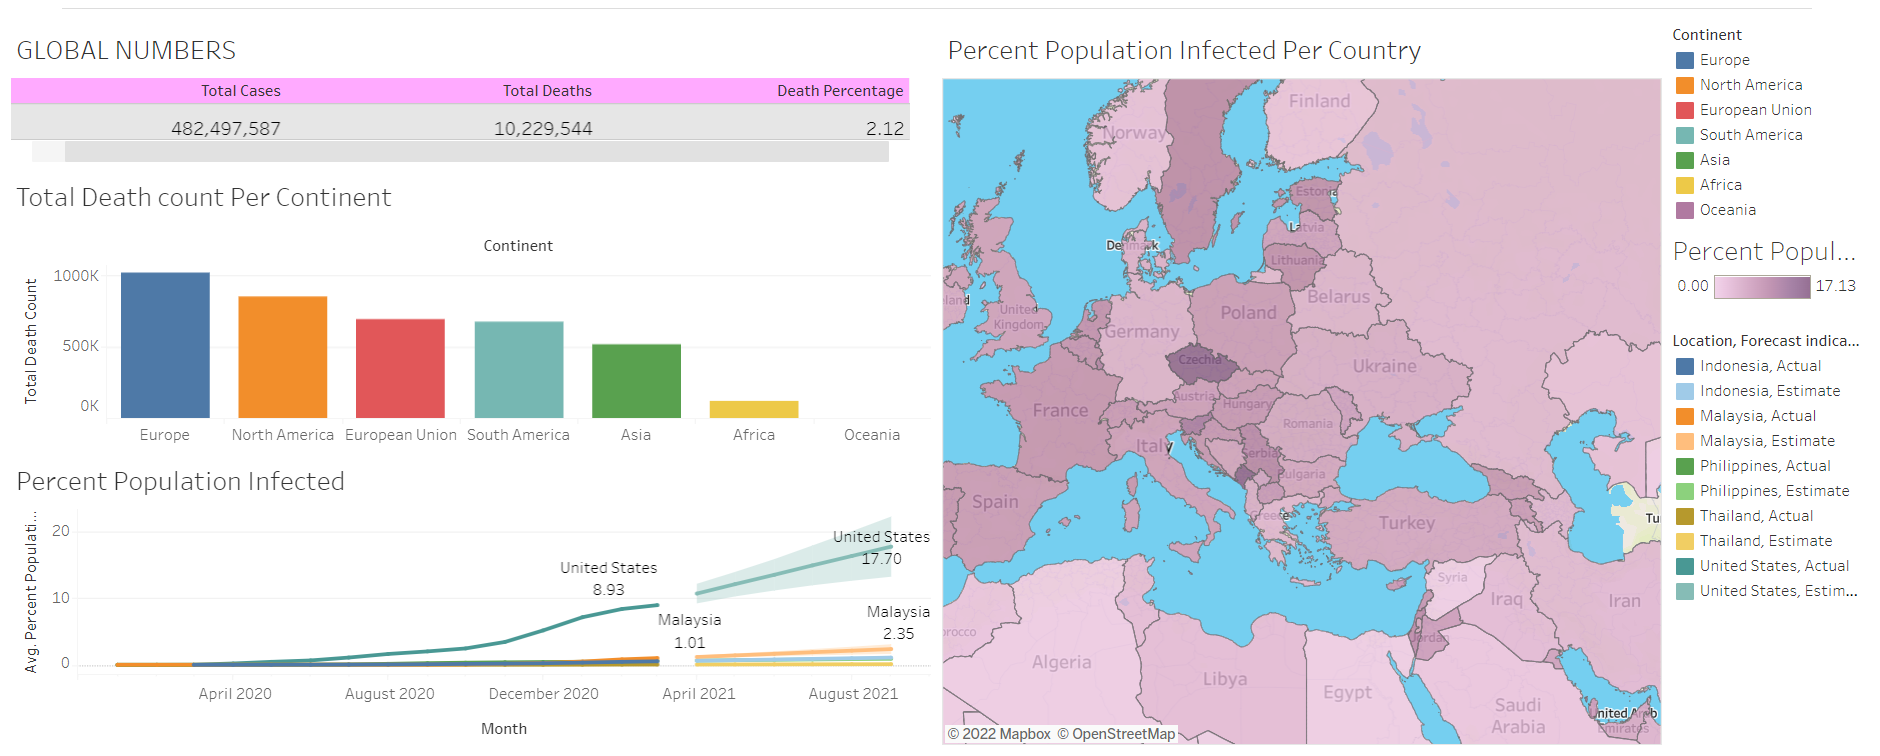 GLOBAL NUMBERS
Total Cases Total Deaths Death Percentage
482,497,587 10,229,544 2.12
Total Death count Per Continent
Continent
Total Death Count
1000K
500K
0K
Europe North America European Union South America Asia Africa Oceania
Percent Population Infected
Avg. Percent Populati...
20
10
0
United States
8.93
Malaysia
1.01
United States
17.70
Malaysia
2.35
April 2020 August 2020 December 2020 April 2021 August 2021
Month
Percent Population Infected Per Country
Finland
Norway
Estonia
Latvia
Denmark
Lithuania
United
Kingdom
Belarus
Poland
Germany
Czechia
Ukraine
France
Austria
Hungary
Romania
Italy
Serbia
Bulgaria
Spain
Greece
Turkey
Syria
Iraq
Iran
Jordan
Algeria
Libya
Egypt
Saudi
Arabia
United Arab
Emirates
orocco
eland
Tu
© 2022 Mapbox © OpenStreetMap
Continent
Europe
North America
European Union
South America
Asia
Africa
Oceania
Percent Popul...
0.00 17.13
Location, Forecast indica...
Indonesia, Actual
Indonesia, Estimate
Malaysia, Actual
Malaysia, Estimate
Philippines, Actual
Philippines, Estimate
Thailand, Actual
Thailand, Estimate
United States, Actual
United States, Estim...